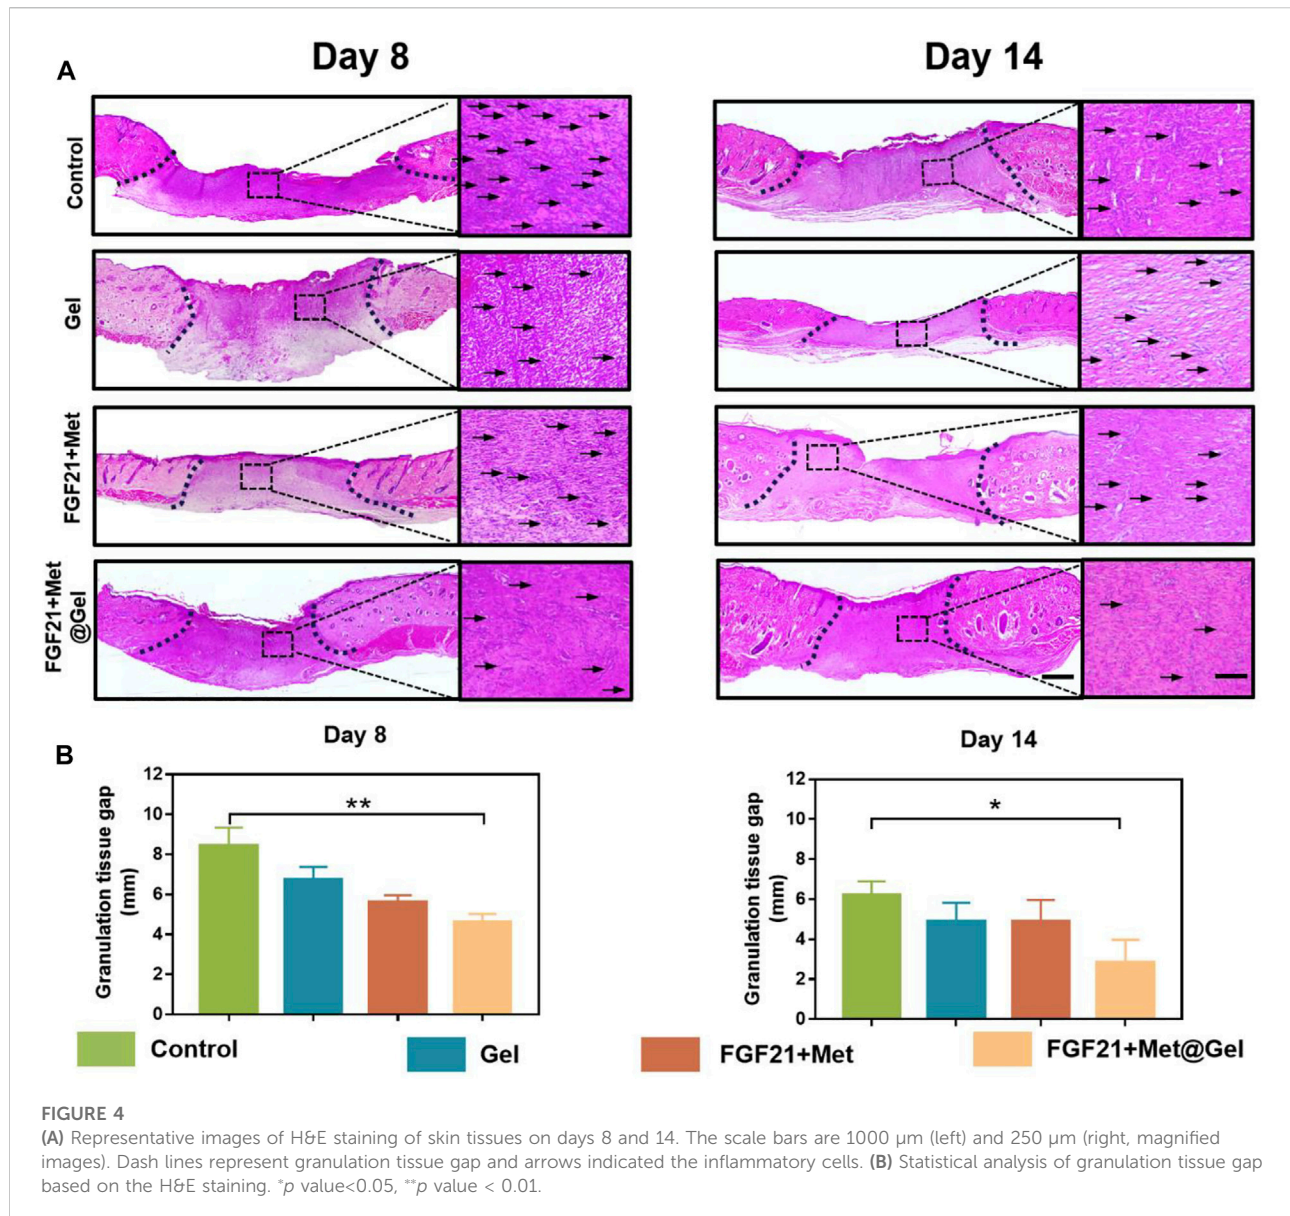 Day 8
Day 14
A
Control
Gel
FGF21+Met
FGF21+Met
@Gel
B
Day 8
Granulation tissue gap
(mm)
12
10
8
6
4
2
0
**
Day 14
Granulation tissue gap
(mm)
12
10
8
6
4
2
0
*
Control
Gel
FGF21+Met
FGF21+Met@Gel
FIGURE 4
(A) Representative images of H&E staining of skin tissues on days 8 and 14. The scale bars are 1000 µm (left) and 250 µm (right, magnified
images). Dash lines represent granulation tissue gap and arrows indicated the inflammatory cells. (B) Statistical analysis of granulation tissue gap
based on the H&E staining. *p value<0.05, **p value < 0.01.